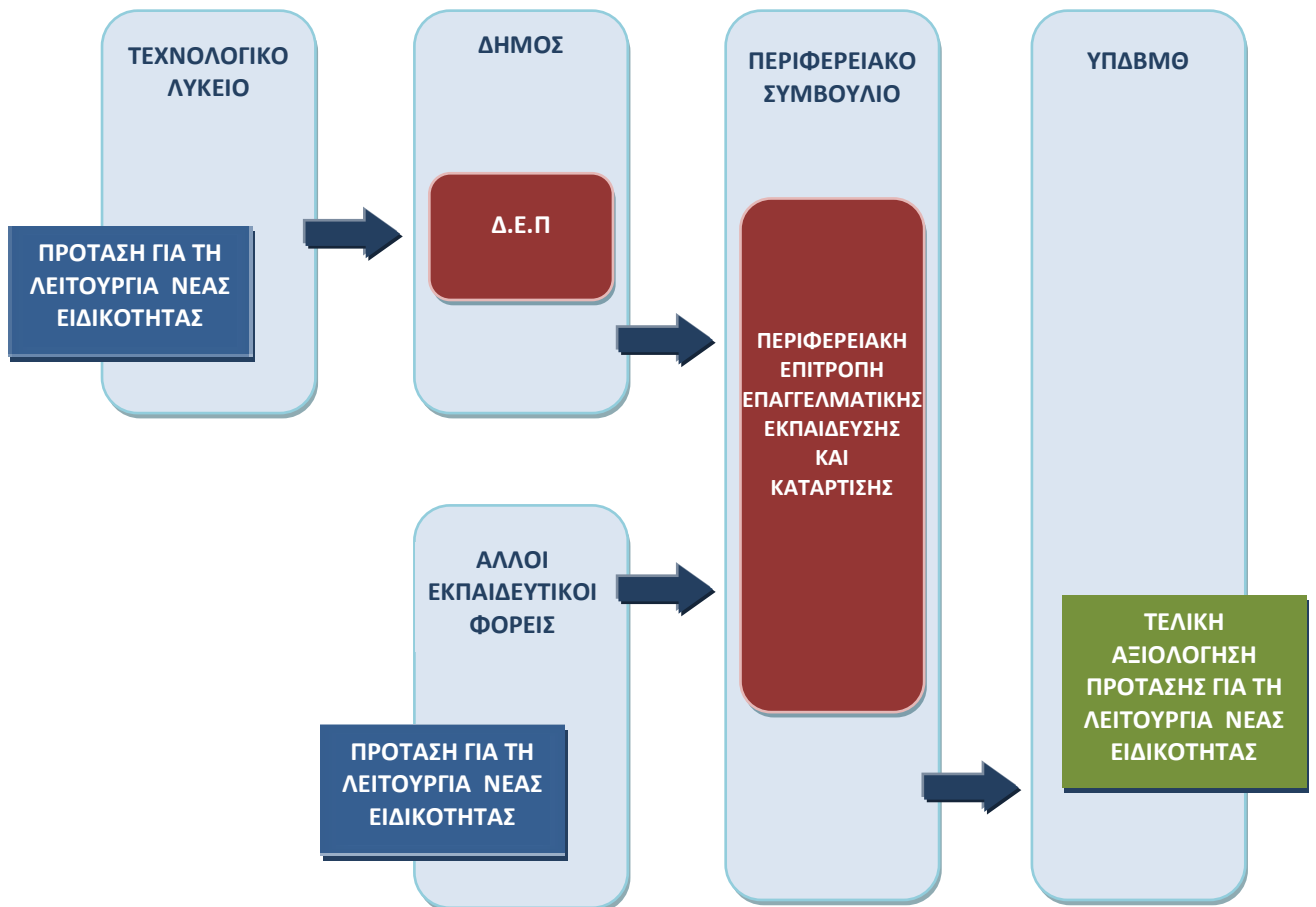 ΤΕΧΝΟΛΟΓΙΚΟ
ΛΥΚΕΙΟ
ΠΡΟΤΑΣΗ ΓΙΑ ΤΗ
ΛΕΙΤΟΥΡΓΙΑ ΝΕΑΣ
ΕΙΔΙΚΟΤΗΤΑΣ
ΔΗΜΟΣ
Δ.Ε.Π
ΑΛΛΟΙ
ΕΚΠΑΙΔΕΥΤΙΚΟΙ
ΦΟΡΕΙΣ
ΠΡΟΤΑΣΗ ΓΙΑ ΤΗ
ΛΕΙΤΟΥΡΓΙΑ ΝΕΑΣ
ΕΙΔΙΚΟΤΗΤΑΣ
ΠΕΡΙΦΕΡΕΙΑΚΟ
ΣΥΜΒΟΥΛΙΟ
ΠΕΡΙΦΕΡΕΙΑΚΗ
ΕΠΙΤΡΟΠΗ
ΕΠΑΓΓΕΛΜΑΤΙΚΗΣ
ΕΚΠΑΙΔΕΥΣΗΣ
ΚΑΙ
ΚΑΤΑΡΤΙΣΗΣ
ΥΠΔΒΜΘ
ΤΕΛΙΚΗ
ΑΞΙΟΛΟΓΗΣΗ
ΠΡΟΤΑΣΗΣ ΓΙΑ ΤΗ
ΛΕΙΤΟΥΡΓΙΑ ΝΕΑΣ
ΕΙΔΙΚΟΤΗΤΑΣ